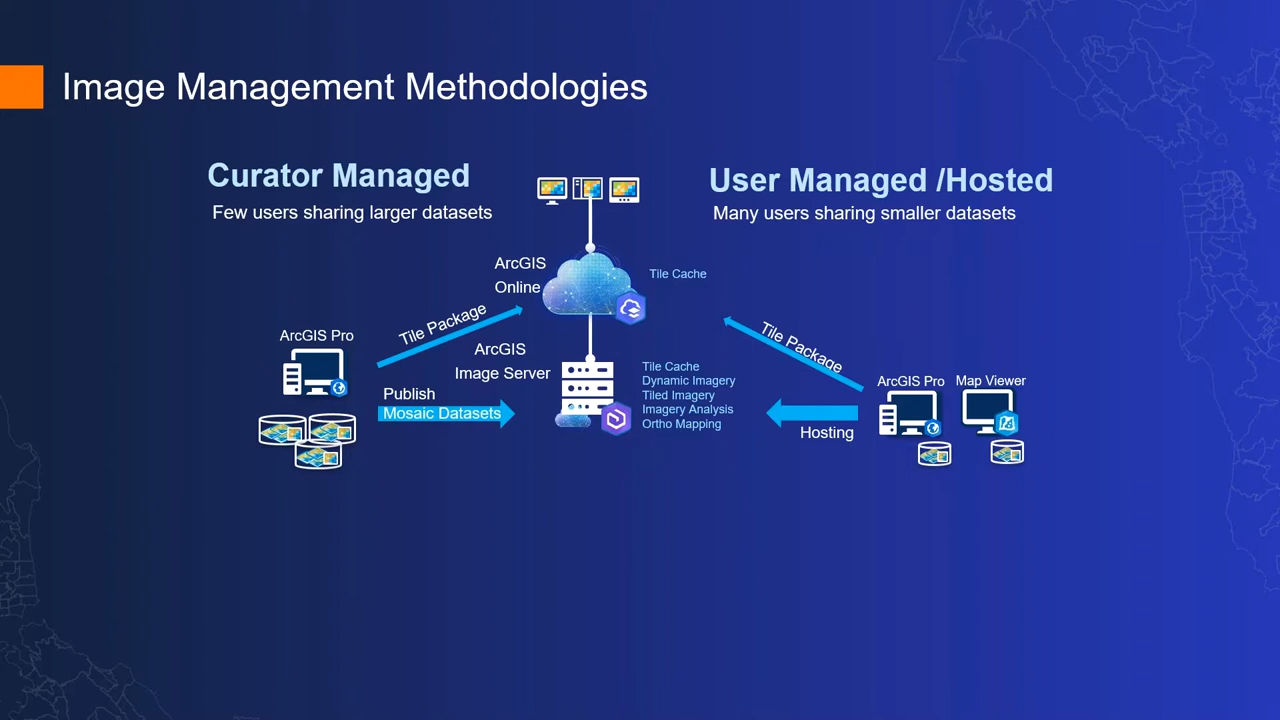 Image Management Methodologies
Curator Managed
Few users sharing larger datasets
User Managed /Hosted
Many users sharing smaller datasets
ArcGIS
Online
Tile Cache
Tile Package
ArcGIS Pro
ArcGIS
Image Server
Publish
Mosaic Datasets
Tile Cache
Dynamic Imagery
Tiled Imagery
Imagery Analysis
Ortho Mapping
Tile Package
ArcGIS Pro
Map Viewer
Hosting